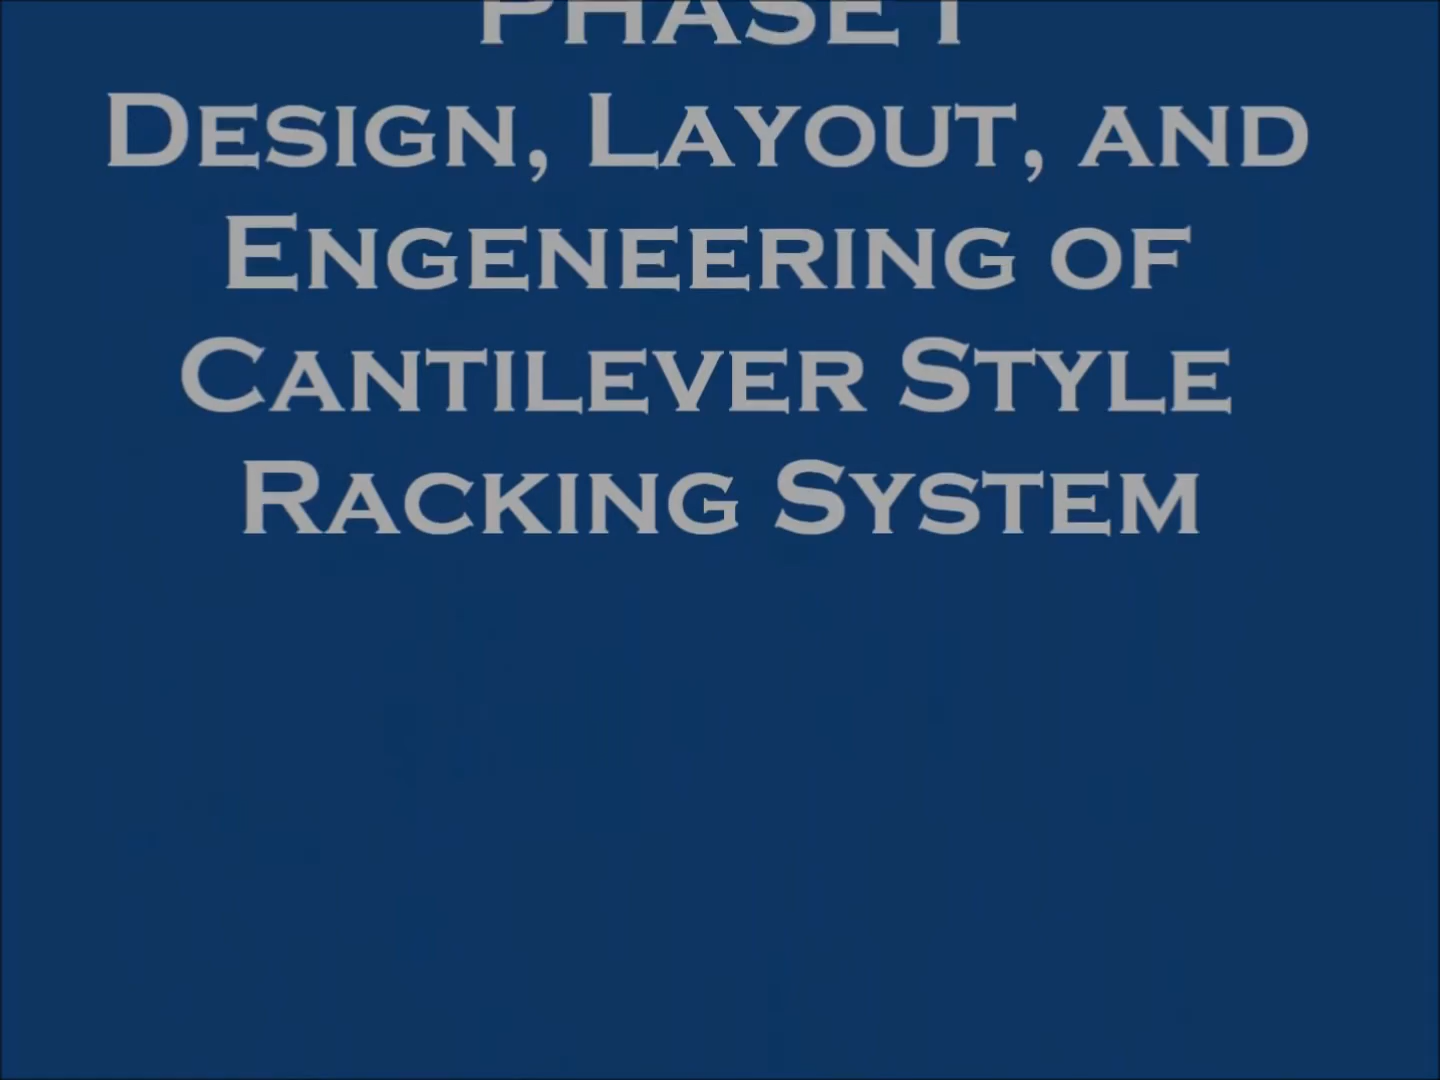 Phase I
Design, Layout, and
Engeneering of
Cantilever Style
Racking System